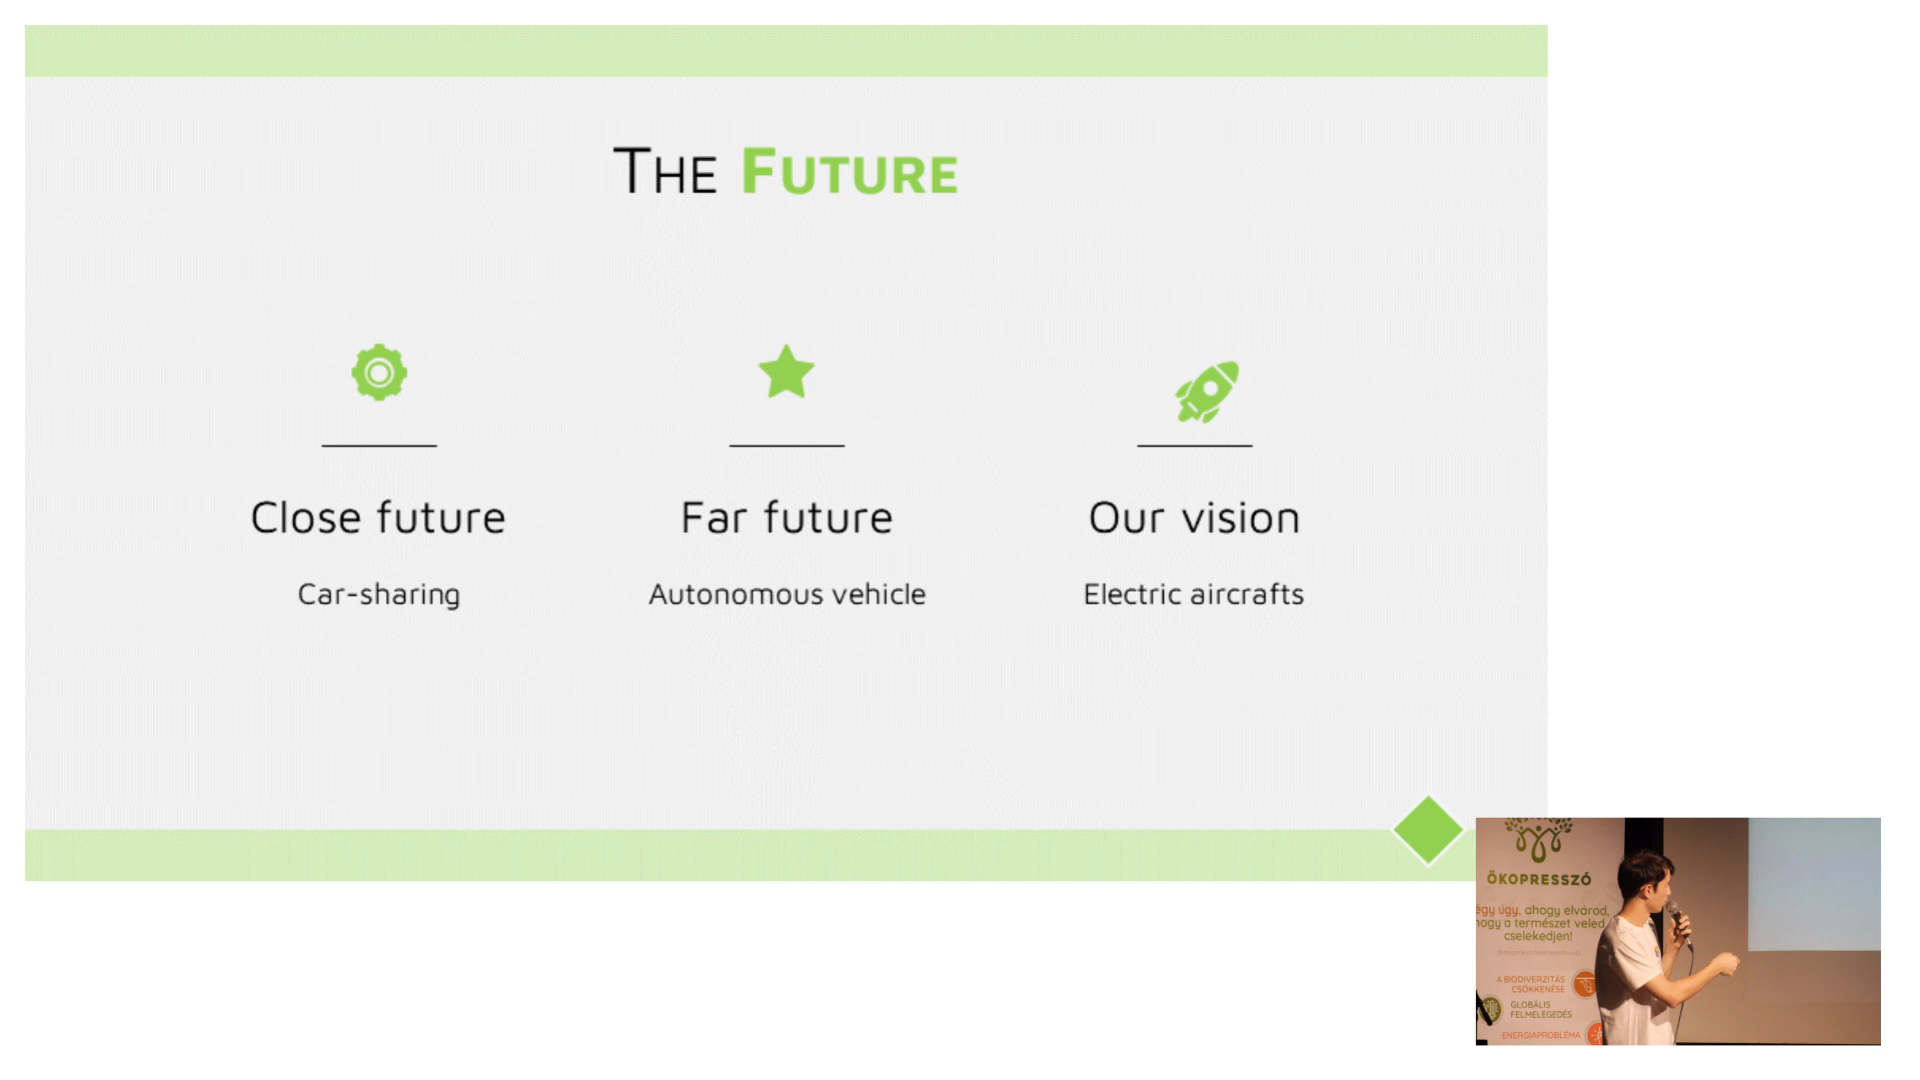 THE FUTURE
Close future
Far future
Our vision
Car-sharing
Autonomous vehicle
Electric aircrafts
ÖKOPRESSZÓ
úgy, ahogy elvárod,
hogy a természet veled
cselekedjen!
A BIODIVERZITÁS
CSÖKKENÉSE
GLOBÁLIS
FELMELEGEDÉS
ENERGIAPROBLÉMA